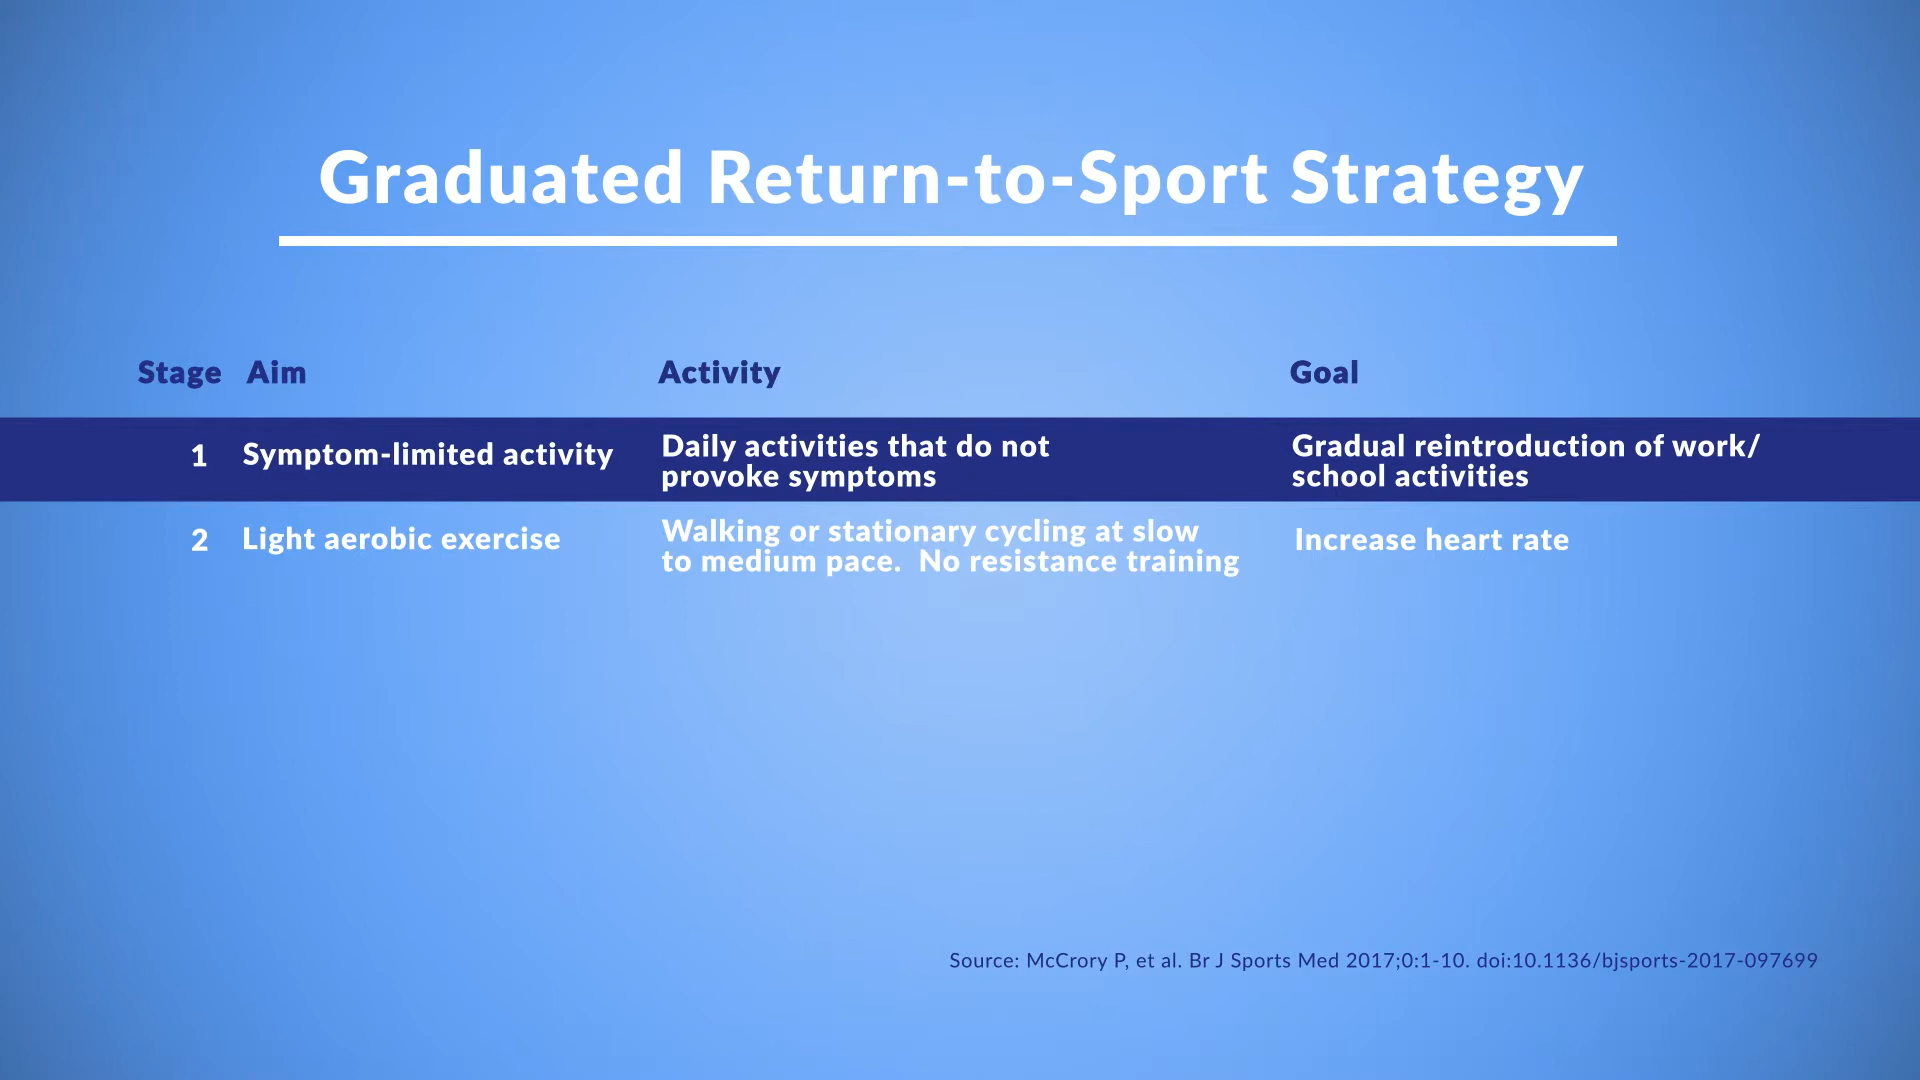 Graduated Return-to-Sport Strategy
Stage Aim Activity Goal
1 Symptom-limited activity Daily activities that do not provoke symptoms Gradual reintroduction of work/ school activities
2 Light aerobic exercise Walking or stationary cycling at slow to medium pace.  No resistance training Increase heart rate
Source: McCrory P, et al. Br J Sports Med 2017;0:1-10. doi:10.1136/bjsports-2017-097699